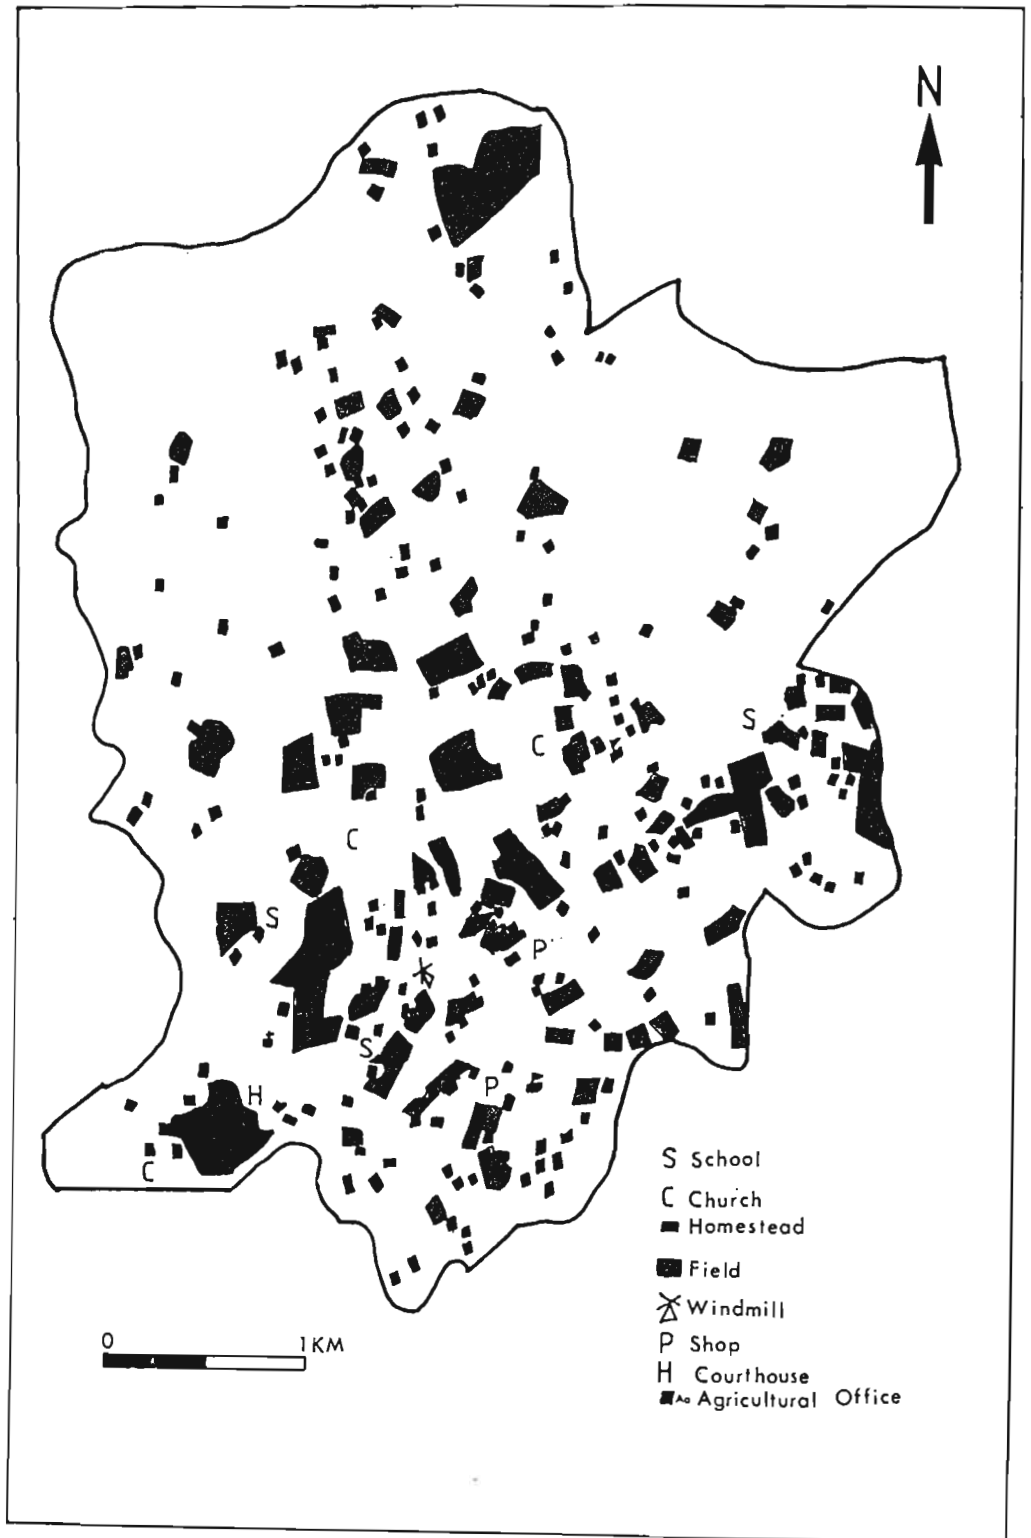 N
S
C
C
S
P
S
H
P
C
S School
C Church
Homestead
Field
Windmill
P Shop
H Courthouse
Ao Agricultural Office
0 1KM